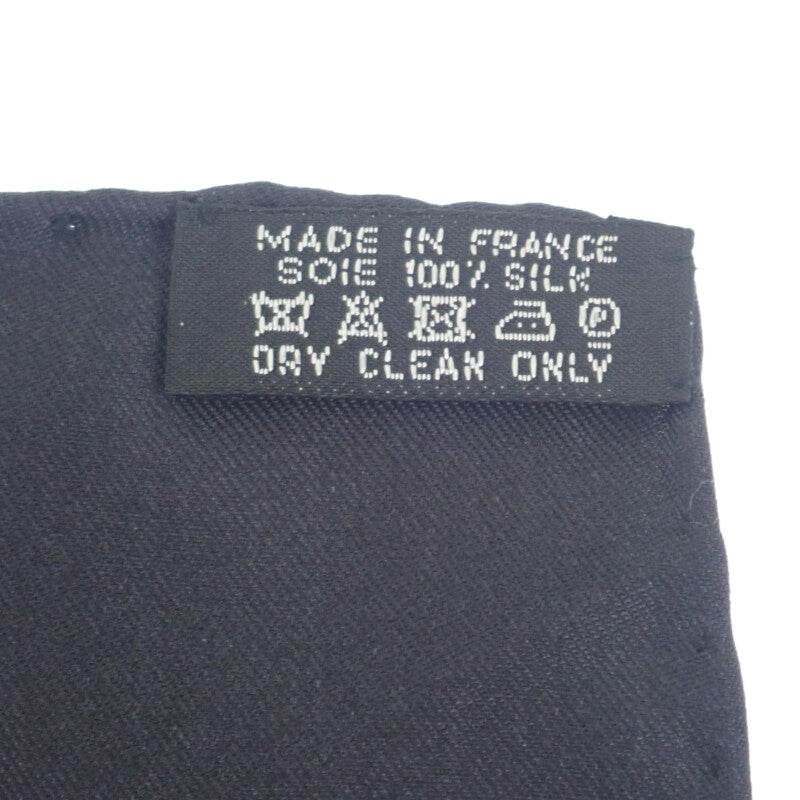 MADE IN FRANCE
SOIE 100% SILK
P
DRY CLEAN ONLY